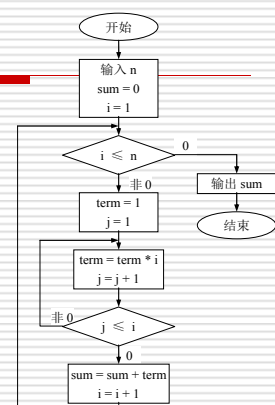 开始
输入 n
sum = 0
i = 1
i ≤ n
0
非 0
输出 sum
term = 1
j = 1
结束
term = term * i
j = j + 1
非 0
j ≤ i
0
sum = sum + term
i = i + 1